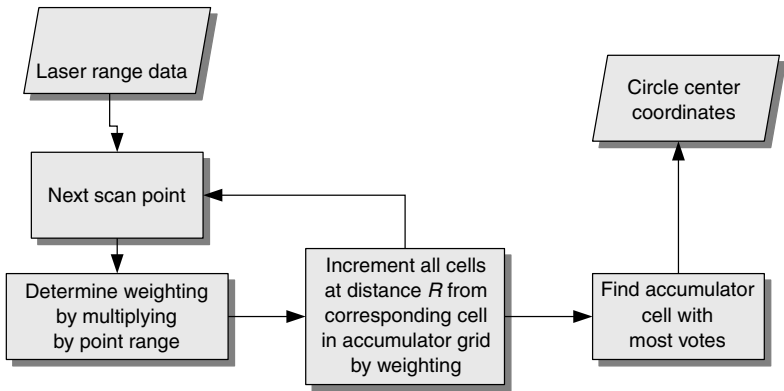 Laser range data
Next scan point
Determine weighting
by multiplying
by point range
Increment all cells
at distance R from
corresponding cell
in accumulator grid
by weighting
Find accumulator
cell with
most votes
Circle center
coordinates